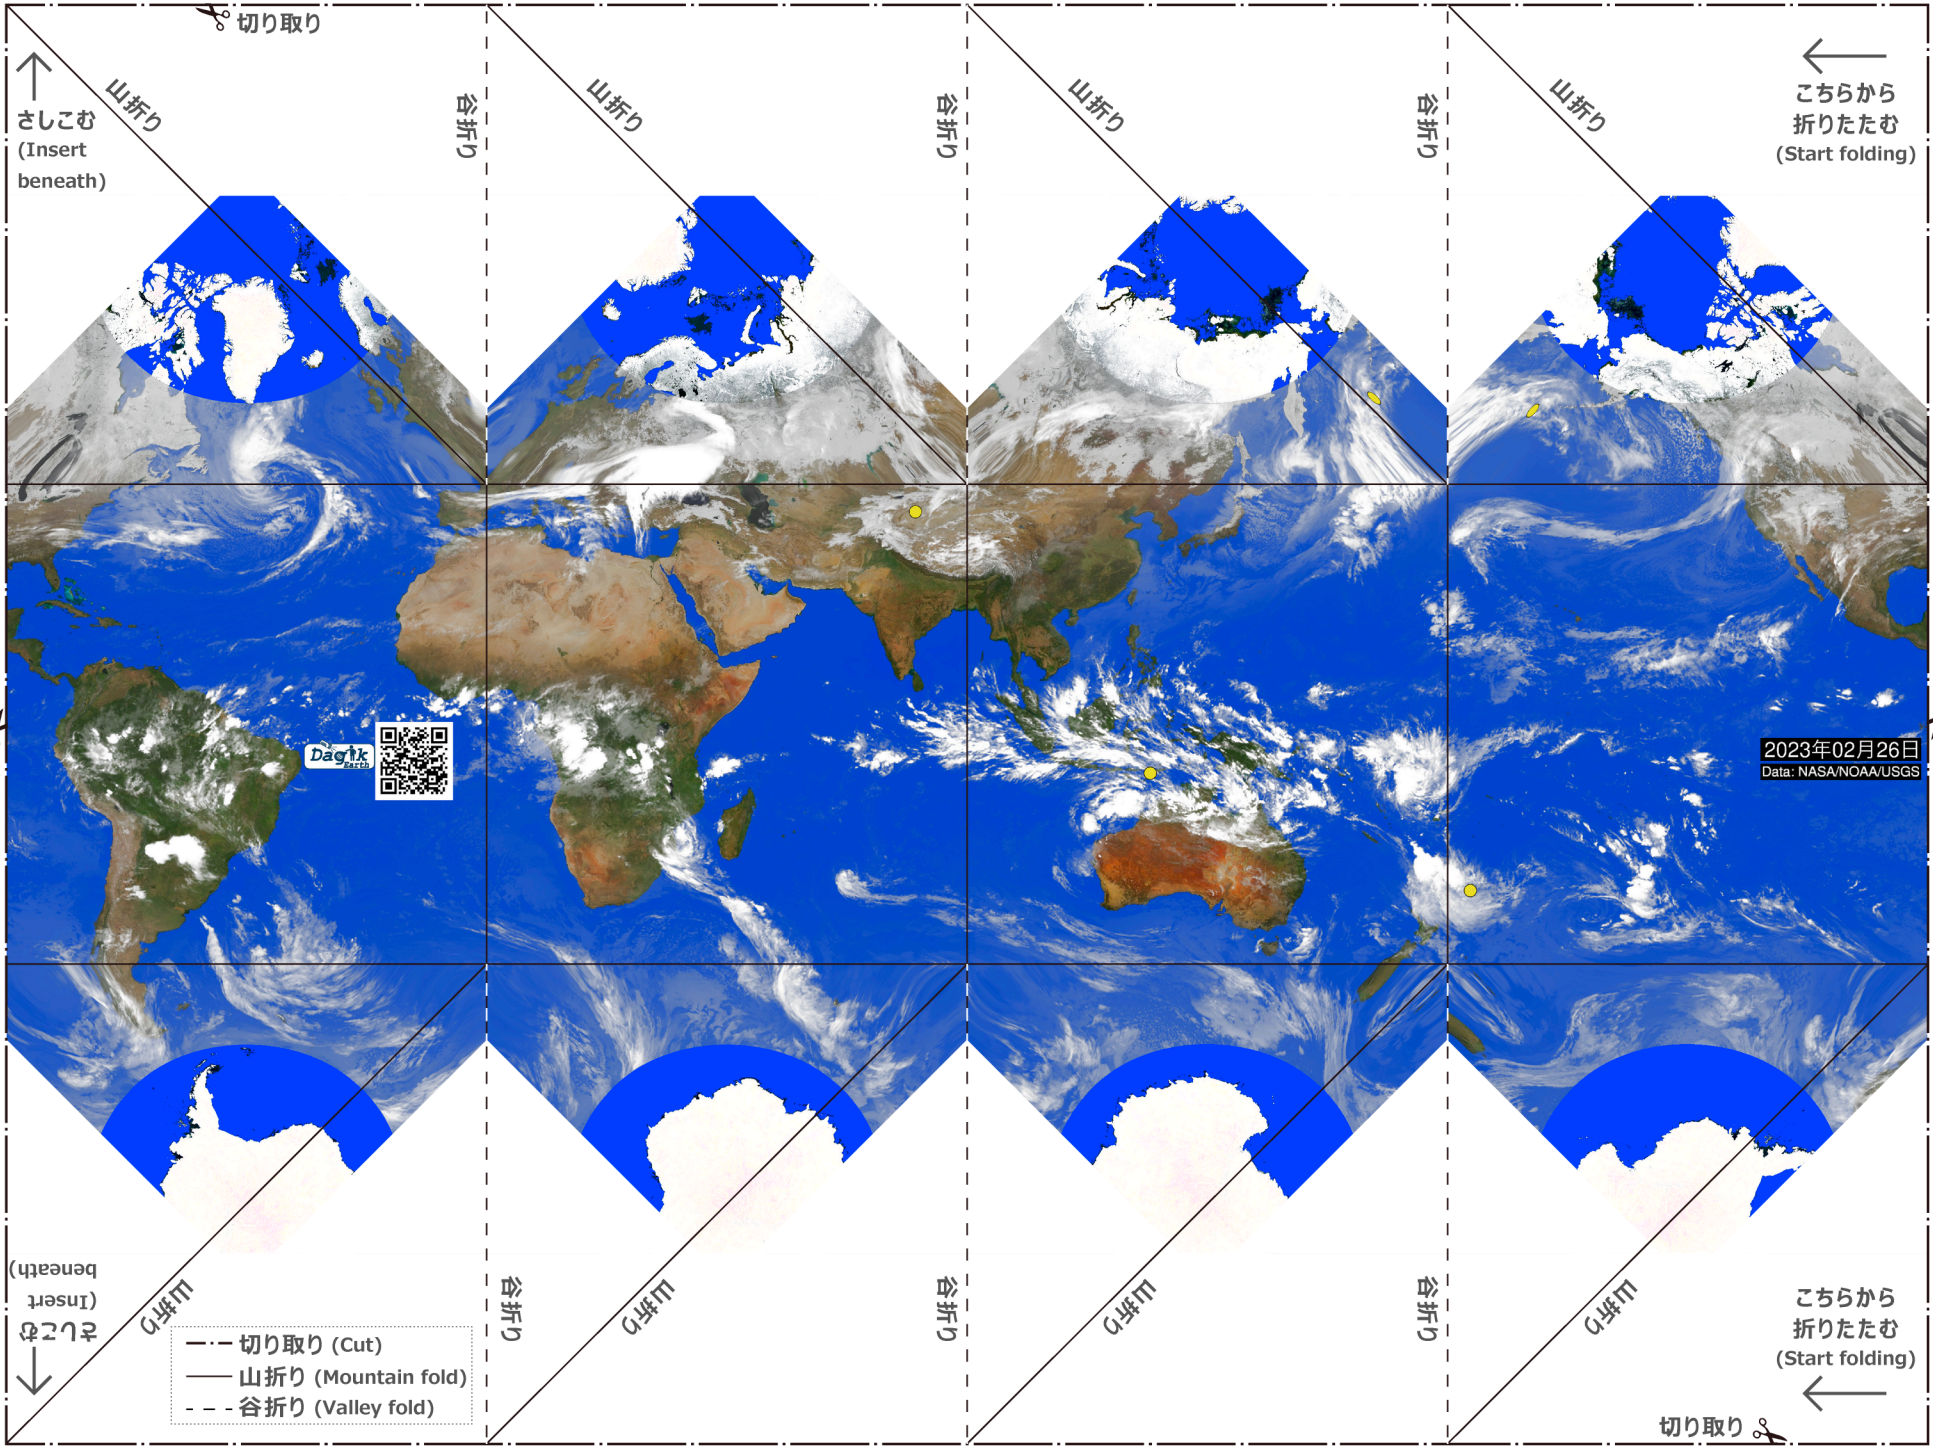 切り取り
さしこむ
(Insert
beneath)
山折り
谷折り
山折り
谷折り
山折り
谷折り
山折り
こちらから
折りたたむ
(Start folding)
Dagik
Earth
2023年02月26日
Data: NASA/NOAA/USGS
さしこむ
(Insert
beneath)
山折り
谷折り
山折り
谷折り
山折り
谷折り
山折り
こちらから
折りたたむ
(Start folding)
切り取り (Cut)
山折り (Mountain fold)
谷折り (Valley fold)
切り取り